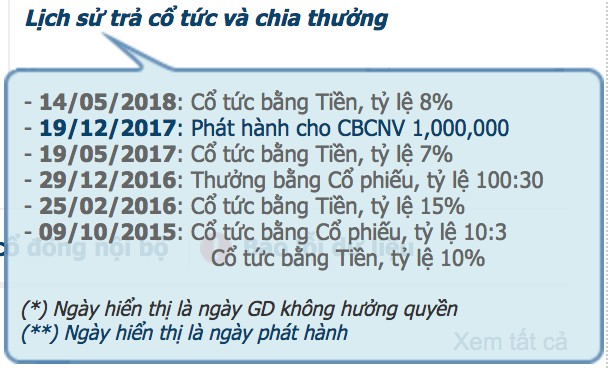 Lịch sử trả cổ tức và chia thưởng
- 14/05/2018: Cổ tức bằng Tiền, tỷ lệ 8%
- 19/12/2017: Phát hành cho CBCNV 1,000,000
- 19/05/2017: Cổ tức bằng Tiền, tỷ lệ 7%
- 29/12/2016: Thưởng bằng Cổ phiếu, tỷ lệ 100:30
- 25/02/2016: Cổ tức bằng Tiền, tỷ lệ 15%
- 09/10/2015: Cổ tức bằng Cổ phiếu, tỷ lệ 10:3
cổ đông nội bộ
Cổ tức bằng Tiền, tỷ lệ 10%
(*) Ngày hiển thị là ngày GD không hưởng quyền
(**) Ngày hiển thị là ngày phát hành
Xem tất cả